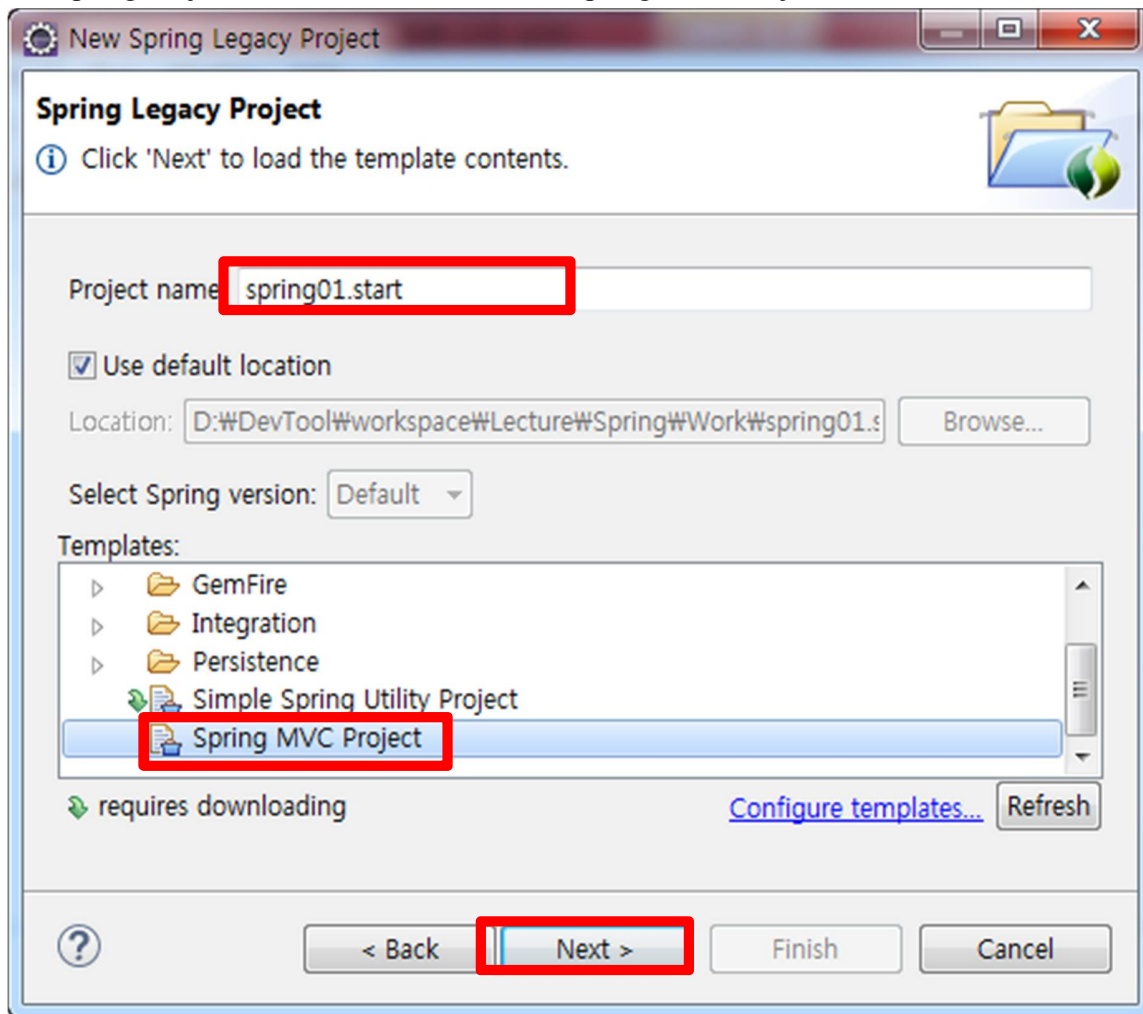 New Spring Legacy Project
Spring Legacy Project
Click 'Next' to load the template contents.
Project name spring01.start
Use default location
Location: D:₩DevTool₩workspace₩Lecture₩Spring₩Work₩spring01.s Browse...
Select Spring version: Default
Templates:
GemFire
Integration
Persistence
Simple Spring Utility Project
Spring MVC Project
requires downloading Configure templates... Refresh
? < Back Next > Finish Cancel